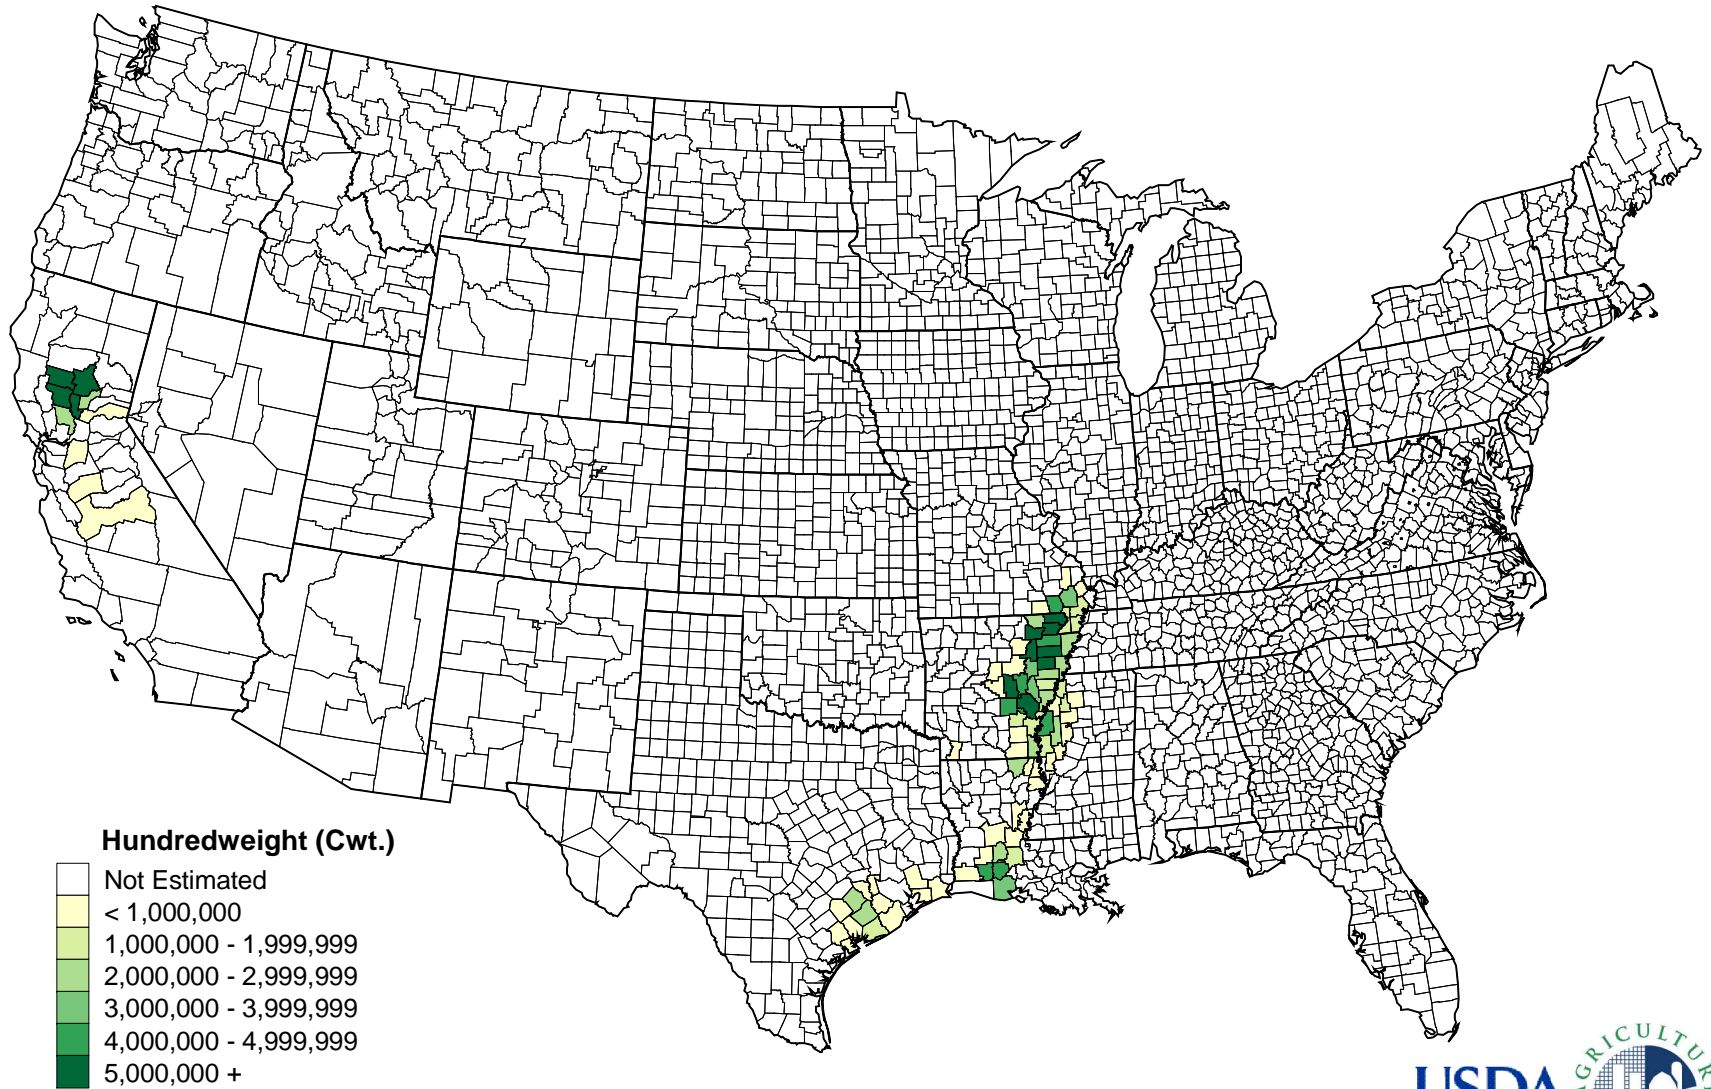 Hundredweight (Cwt.)
Not Estimated
< 1,000,000
1,000,000 - 1,999,999
2,000,000 - 2,999,999
3,000,000 - 3,999,999
4,000,000 - 4,999,999
5,000,000 +
USDA